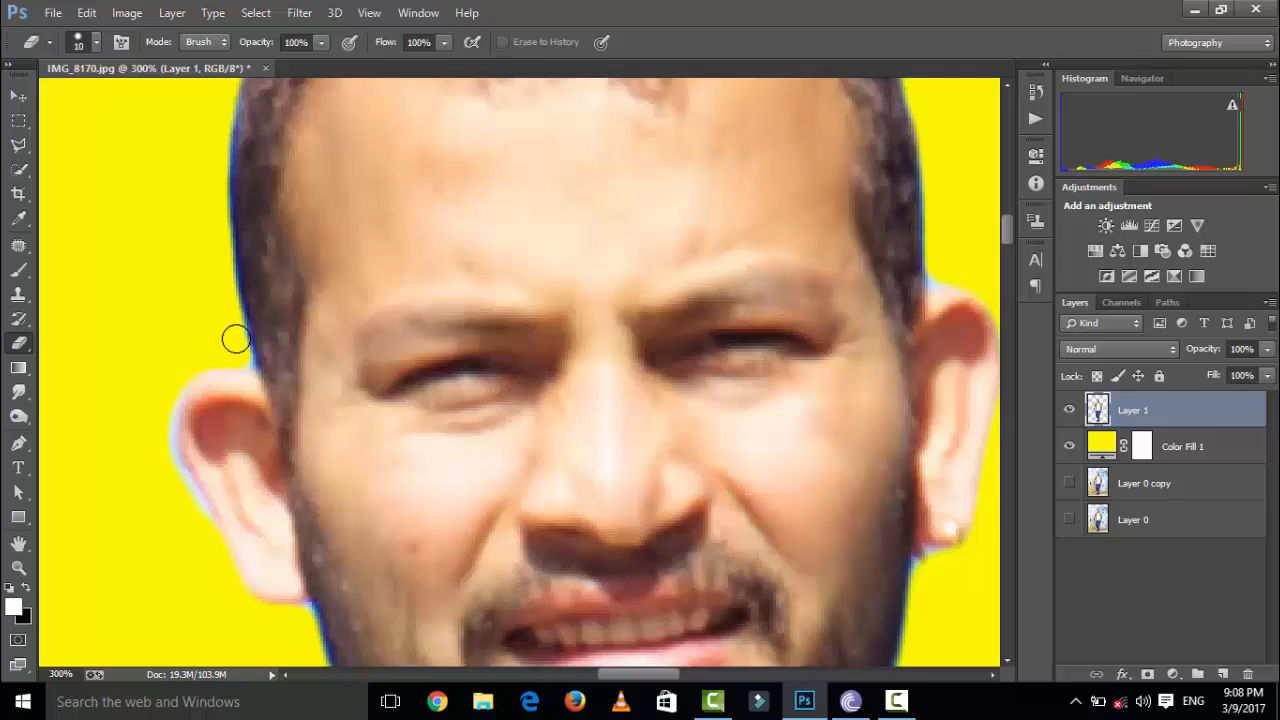 Ps File Edit Image Layer Type Select Filter 3D View Window Help
10 Mode: Brush Opacity: 100% Flow: 100% Erase to History Photography
IMG_8170.jpg @ 300% (Layer 1, RGB/8*) * ×
Histogram Navigator
Adjustments
Add an adjustment
Layers Channels Paths
Kind
Normal Opacity: 100%
Lock: Fill: 100%
Layer 1
Color Fill 1
Layer 0 copy
Layer 0
300% Doc: 19.3M/103.9M
Search the web and Windows
ENG
9:08 PM
3/9/2017